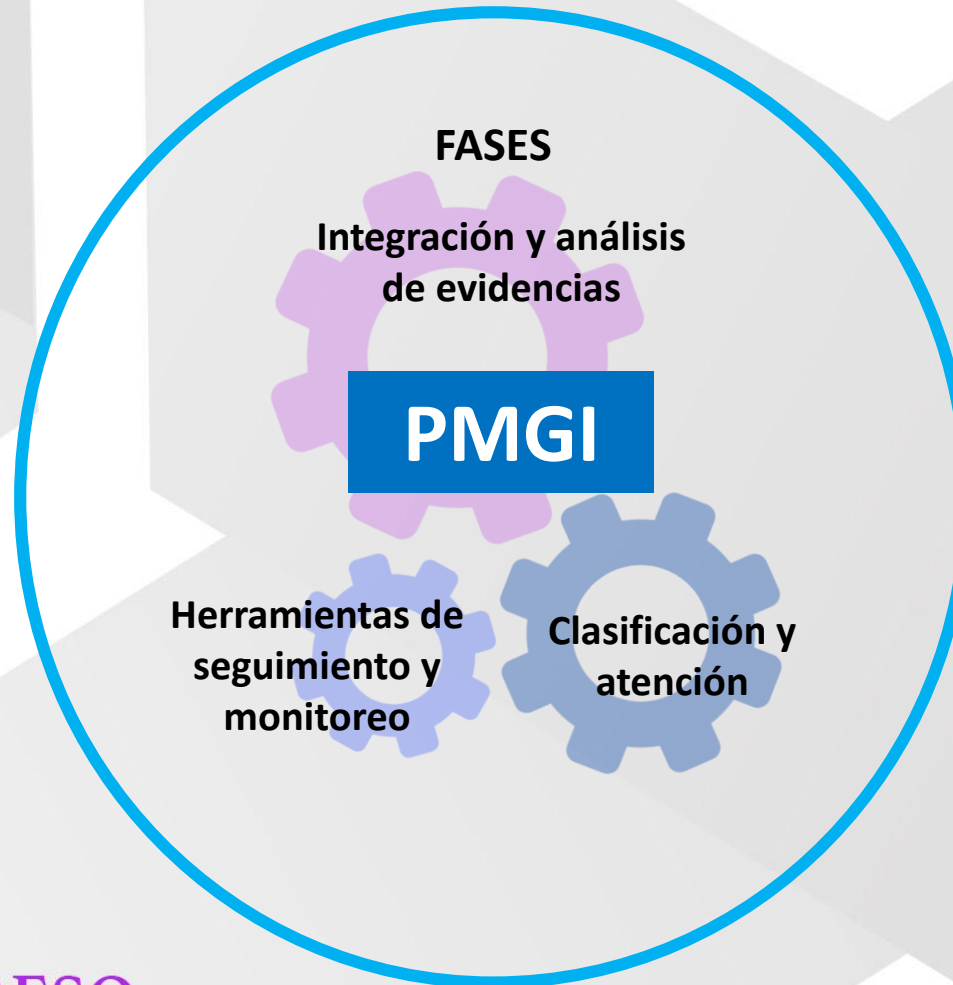 FASES
Integración y análisis
de evidencias
PMGI
Herramientas de
seguimiento y
monitoreo
Clasificación y
atención